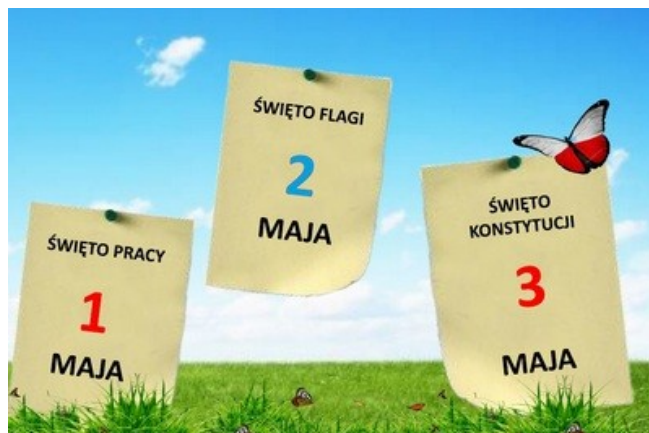 ŚWIĘTO PRACY
1
MAJA
ŚWIĘTO FLAGI
2
MAJA
ŚWIĘTO
KONSTYTUCJI
3
MAJA